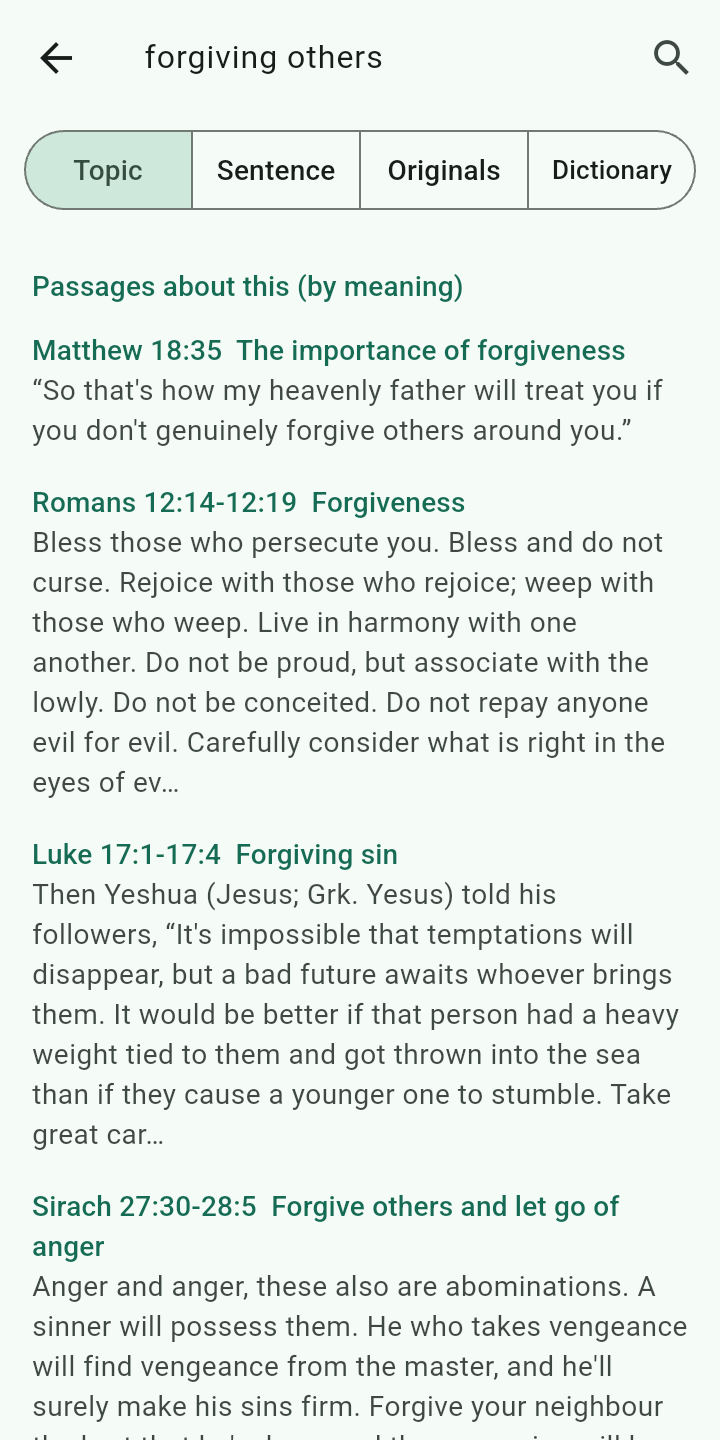 forgiving others
Topic
Sentence
Originals
Dictionary
Passages about this (by meaning)
Matthew 18:35  The importance of forgiveness
“So that's how my heavenly father will treat you if
you don't genuinely forgive others around you.”
Romans 12:14-12:19  Forgiveness
Bless those who persecute you. Bless and do not
curse. Rejoice with those who rejoice; weep with
those who weep. Live in harmony with one
another. Do not be proud, but associate with the
lowly. Do not be conceited. Do not repay anyone
evil for evil. Carefully consider what is right in the
eyes of ev…
Luke 17:1-17:4  Forgiving sin
Then Yeshua (Jesus; Grk. Yesus) told his
followers, “It's impossible that temptations will
disappear, but a bad future awaits whoever brings
them. It would be better if that person had a heavy
weight tied to them and got thrown into the sea
than if they cause a younger one to stumble. Take
great car…
Sirach 27:30-28:5  Forgive others and let go of
anger
Anger and anger, these also are abominations. A
sinner will possess them. He who takes vengeance
will find vengeance from the master, and he'll
surely make his sins firm. Forgive your neighbour